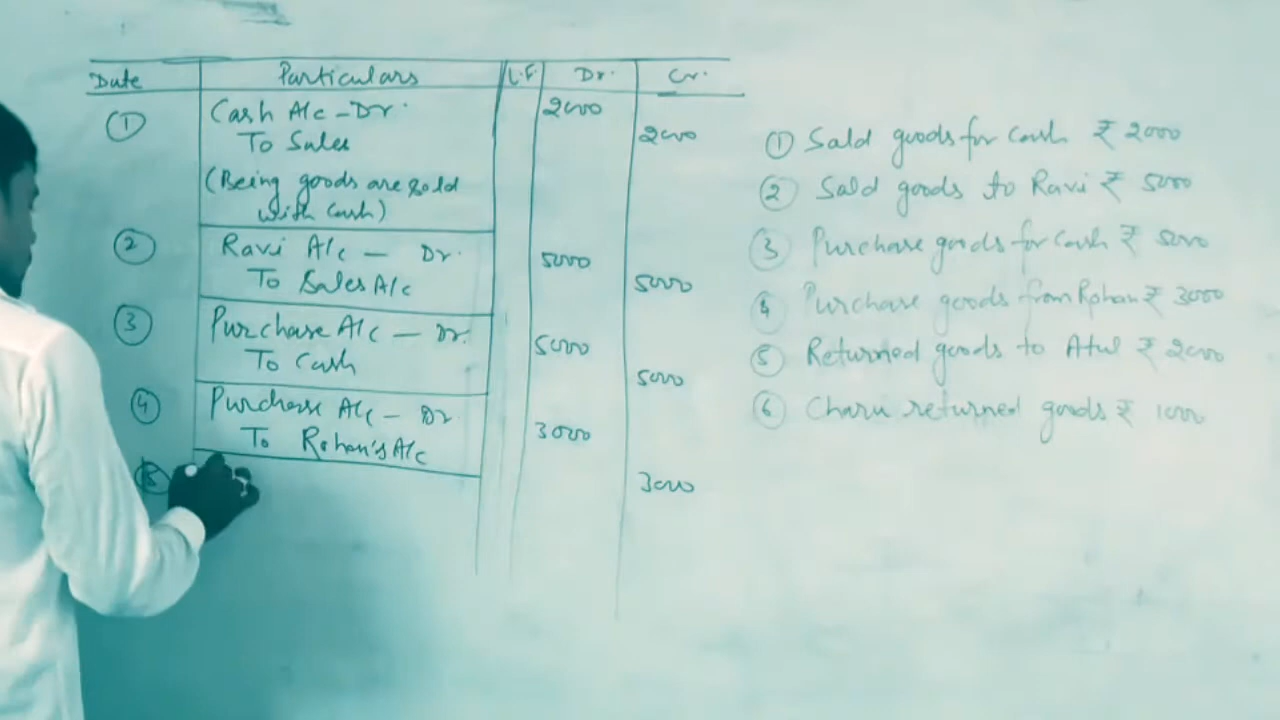 Date Particulars L.F. Dr. Cr.
① Cash A/c - Dr. 2000
To Sales 2000
(Being goods are sold
with cash)
② Ravi A/c - Dr. 5000
To Sales A/c 5000
③ Purchase A/c - Dr. 5000
To Cash 5000
④ Purchase A/c - Dr 3000
To Rohan's A/c 3000
⑤
① Sald goods for cash ₹ 2000
② Sald goods to Ravi ₹ 5000
③ Purchase goods for cash ₹ 5000
④ Purchase goods from Rohan ₹ 3000
⑤ Returned goods to Atul ₹ 2000
⑥ Charu returned goods ₹ 1000